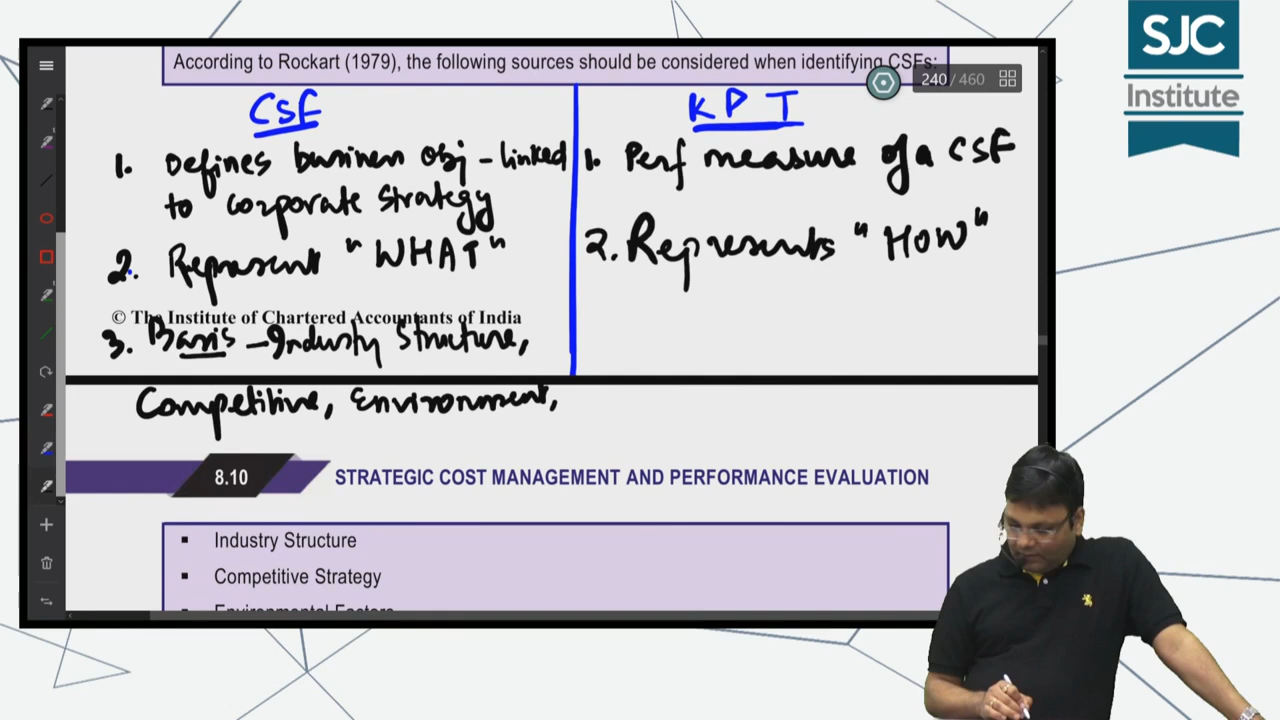 SJC
Institute
According to Rockart (1979), the following sources should be considered when identifying CSFs:
240 / 460
CSF
1. Defines business obj - linked
to corporate strategy
2. Represent "WHAT"
© The Institute of Chartered Accountants of India
3. Basis - Industry Structure,
Competitive, Environment,
KPI
1. Perf measure of a CSF
2. Represents "HOW"
8.10
STRATEGIC COST MANAGEMENT AND PERFORMANCE EVALUATION
▪ Industry Structure
▪ Competitive Strategy
▪ Environmental Factors